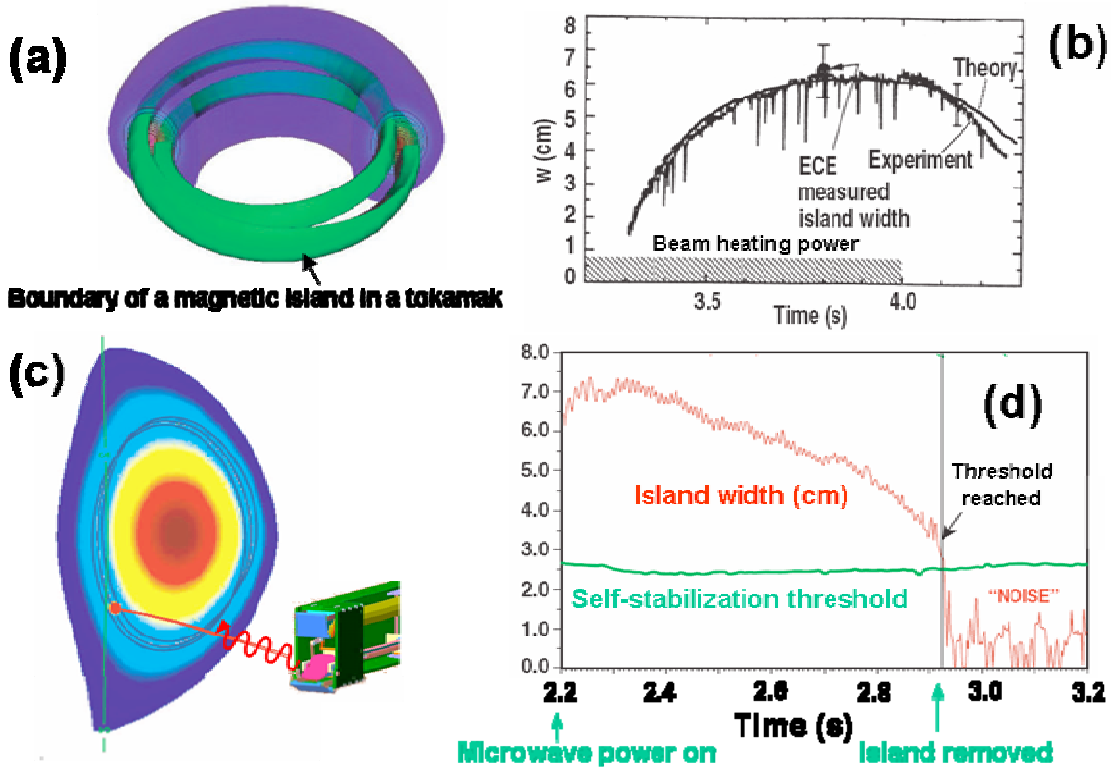 (a)
Boundary of a magnetic island in a tokamak
(b)
8
7
6
5
4
3
2
1
0
w (cm)
Theory
ECE
measured
island width
Experiment
Beam heating power
3.5
4.0
Time (s)
(c)
(d)
8.0
7.0
6.0
5.0
4.0
3.0
2.0
1.0
0.0
Island width (cm)
Threshold
reached
Self-stabilization threshold
“NOISE”
2.2
2.4
2.6
2.8
3.0
3.2
Time (s)
Microwave power on
Island removed